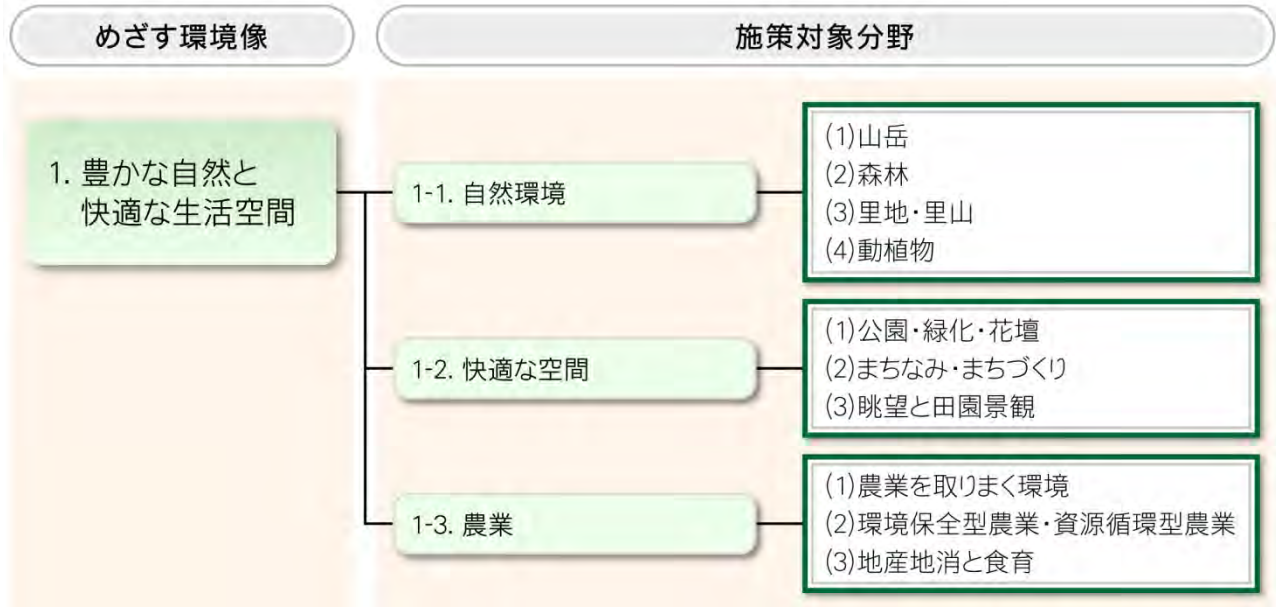 めざす環境像
施策対象分野
1. 豊かな自然と
快適な生活空間
1-1. 自然環境
(1)山岳
(2)森林
(3)里地・里山
(4)動植物
1-2. 快適な空間
(1)公園・緑化・花壇
(2)まちなみ・まちづくり
(3)眺望と田園景観
1-3. 農業
(1)農業を取りまく環境
(2)環境保全型農業・資源循環型農業
(3)地産地消と食育